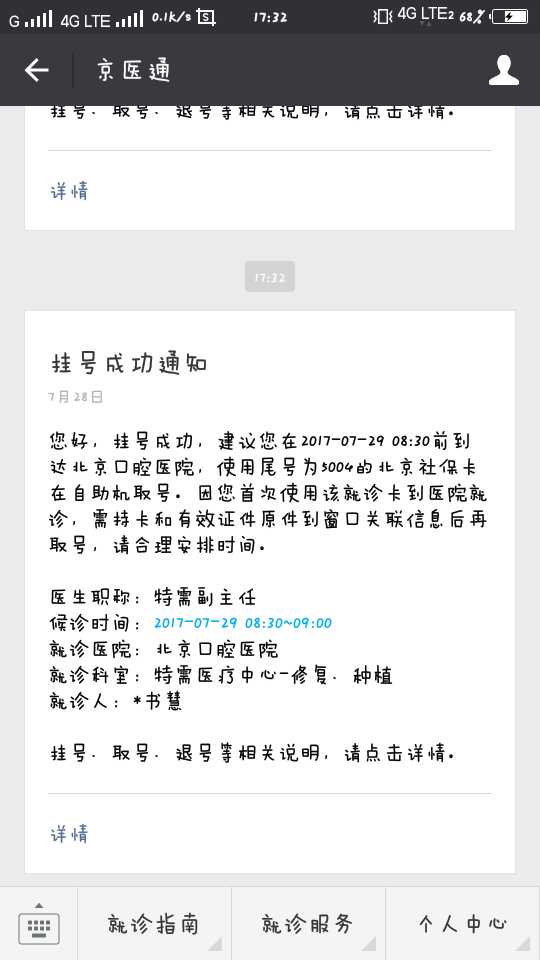 G 4G LTE 0.1K/s S 17:32 4G LTE2 68%
京医通
挂号、取号、退号等相关说明，请点击详情。
详情
17:32
挂号成功通知
7月28日
您好，挂号成功，建议您在2017-07-29 08:30前到
达北京口腔医院，使用尾号为5004的北京社保卡
在自助机取号。因您首次使用该就诊卡到医院就
诊，需持卡和有效证件原件到窗口关联信息后再
取号，请合理安排时间。
医生职称：特需副主任
候诊时间：2017-07-29 08:30~09:00
就诊医院：北京口腔医院
就诊科室：特需医疗中心-修复、种植
就诊人：*书慧
挂号、取号、退号等相关说明，请点击详情。
详情
就诊指南 就诊服务 个人中心